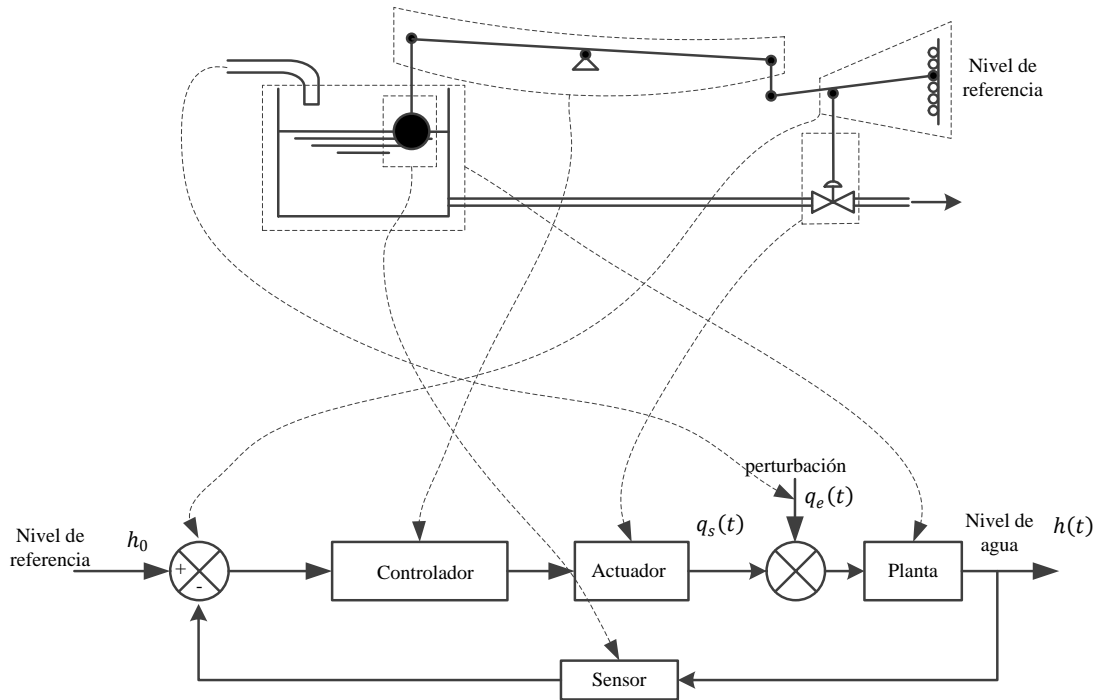 Nivel de
referencia
perturbación
q_e(t)
Nivel de
referencia
h_0
+
-
Controlador
Actuador
q_s(t)
Planta
Nivel de
agua
h(t)
Sensor